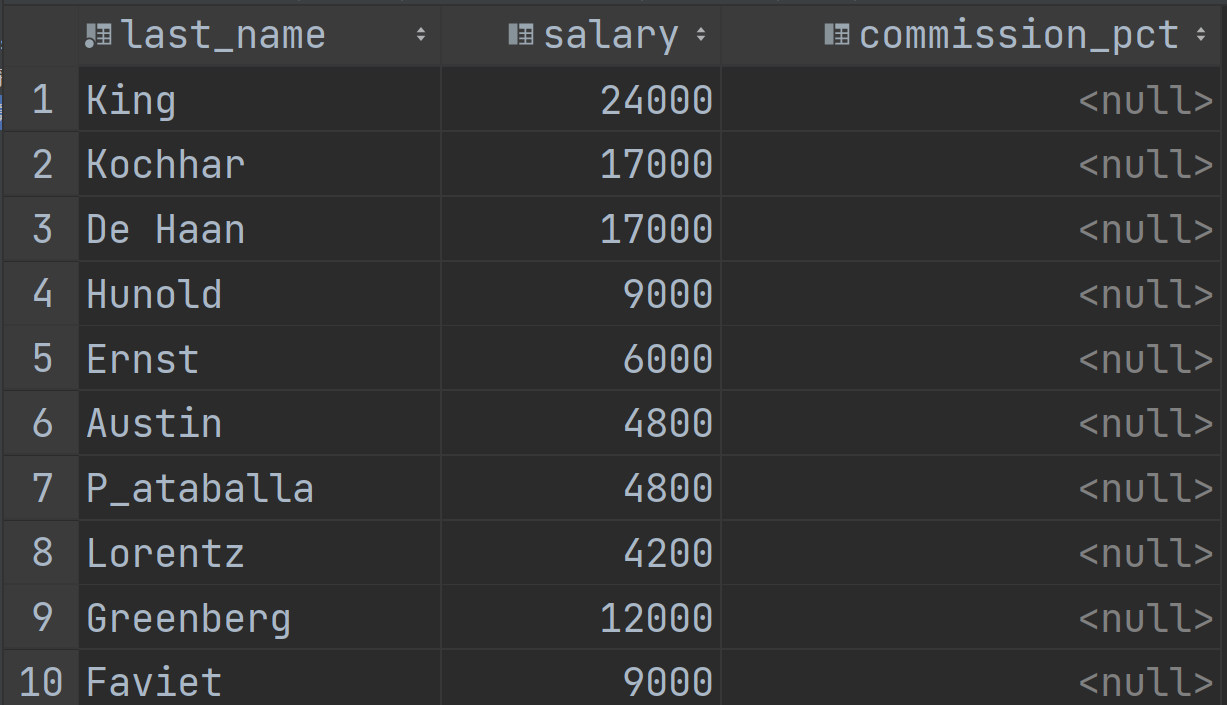 last_name salary commission_pct
1 King 24000 <null>
2 Kochhar 17000 <null>
3 De Haan 17000 <null>
4 Hunold 9000 <null>
5 Ernst 6000 <null>
6 Austin 4800 <null>
7 P_ataballa 4800 <null>
8 Lorentz 4200 <null>
9 Greenberg 12000 <null>
10 Faviet 9000 <null>